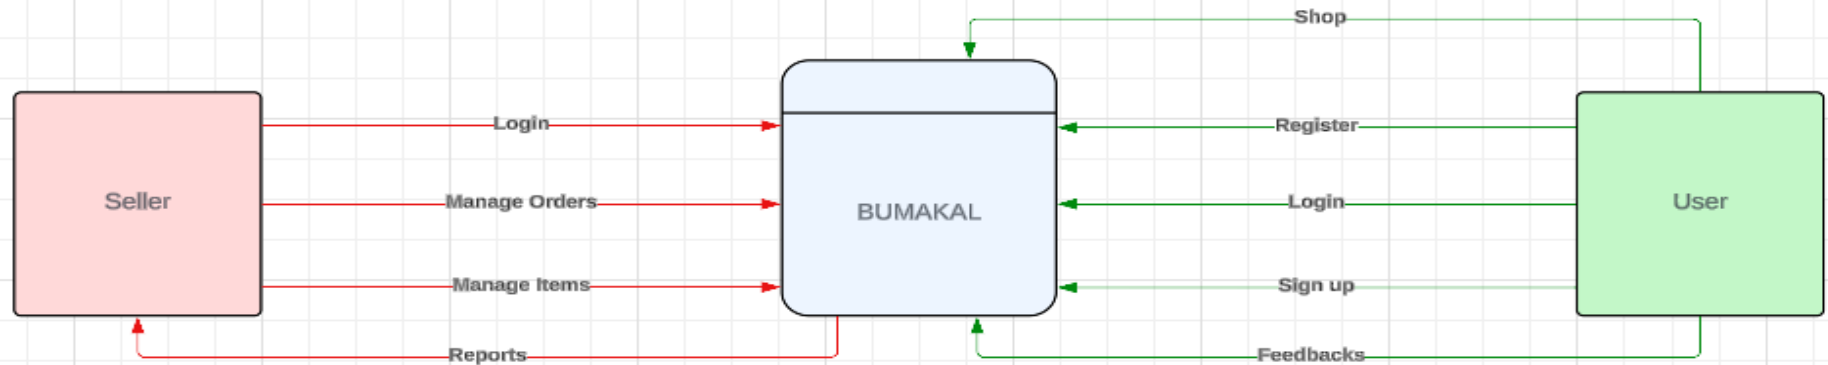 Shop
Login
Register
Seller
Manage Orders
BUMAKAL
Login
User
Manage Items
Sign up
Reports
Feedbacks